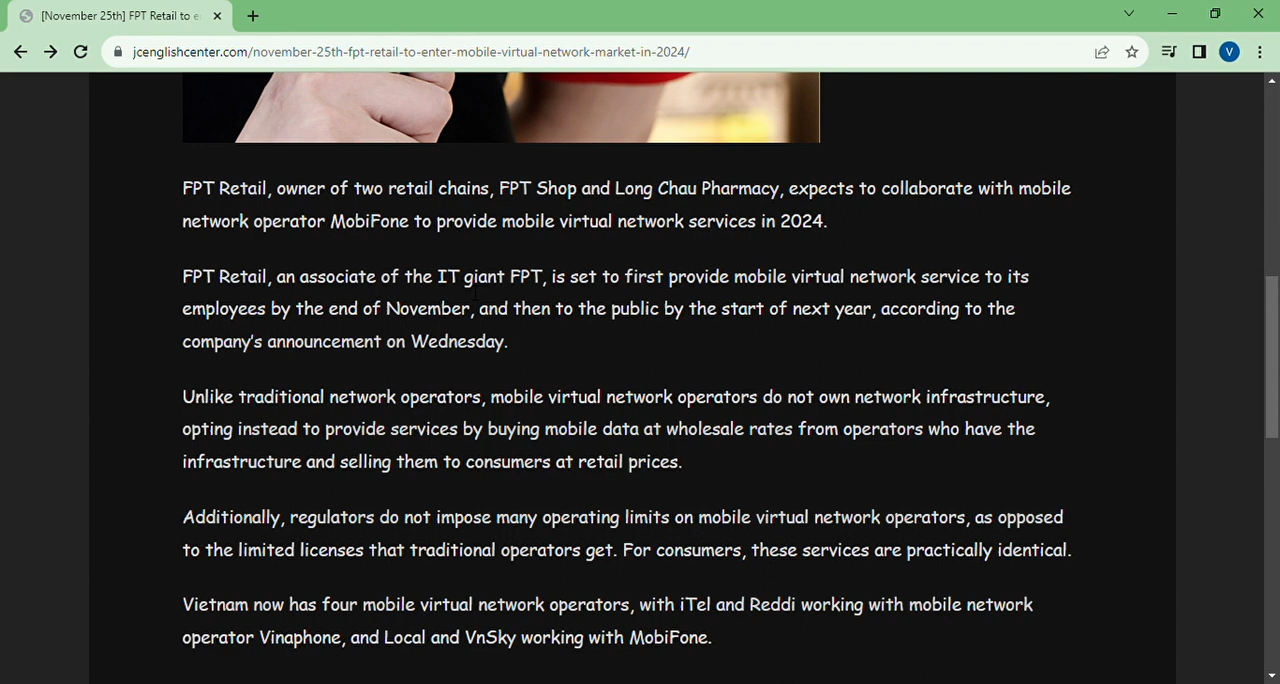 [November 25th] FPT Retail to e
jcenglishcenter.com/november-25th-fpt-retail-to-enter-mobile-virtual-network-market-in-2024/
V
FPT Retail, owner of two retail chains, FPT Shop and Long Chau Pharmacy, expects to collaborate with mobile
network operator MobiFone to provide mobile virtual network services in 2024.
FPT Retail, an associate of the IT giant FPT, is set to first provide mobile virtual network service to its
employees by the end of November, and then to the public by the start of next year, according to the
company's announcement on Wednesday.
Unlike traditional network operators, mobile virtual network operators do not own network infrastructure,
opting instead to provide services by buying mobile data at wholesale rates from operators who have the
infrastructure and selling them to consumers at retail prices.
Additionally, regulators do not impose many operating limits on mobile virtual network operators, as opposed
to the limited licenses that traditional operators get. For consumers, these services are practically identical.
Vietnam now has four mobile virtual network operators, with iTel and Reddi working with mobile network
operator Vinaphone, and Local and VnSky working with MobiFone.